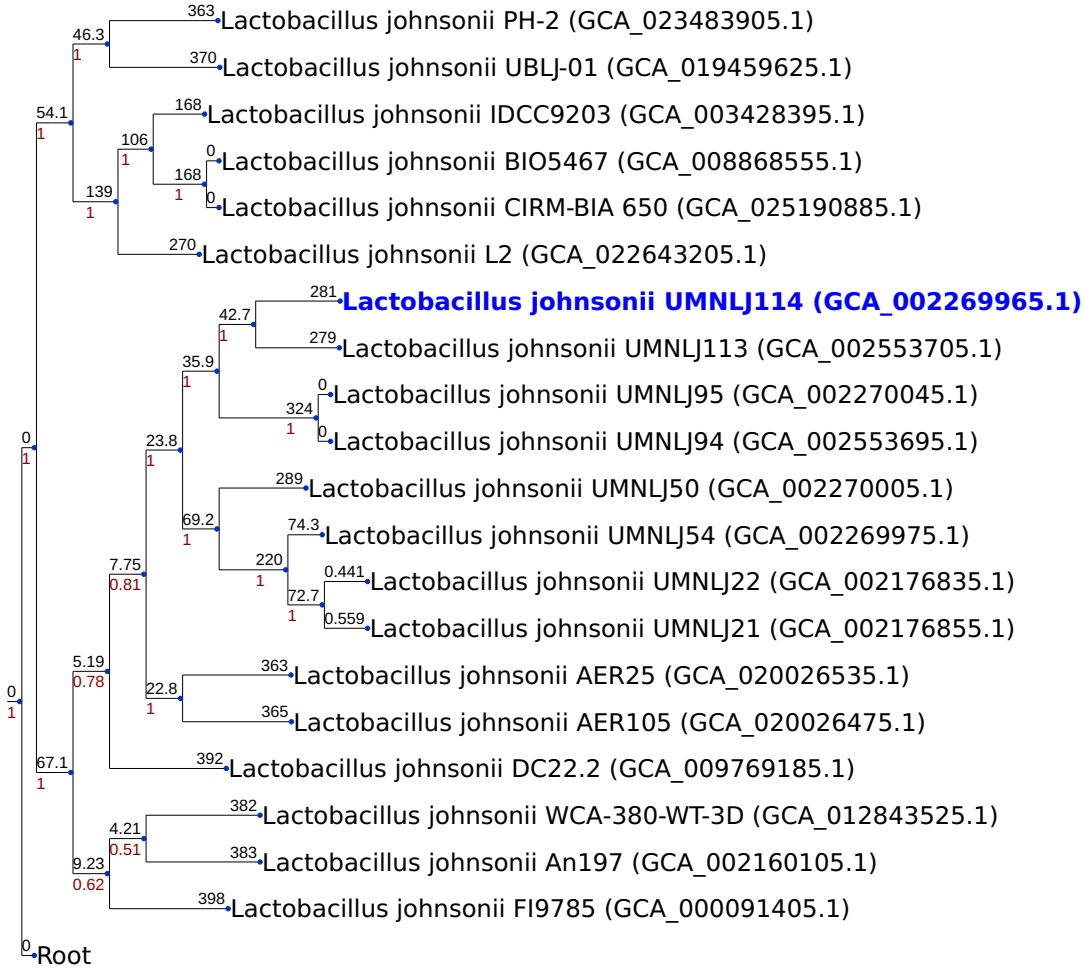 363 Lactobacillus johnsonii PH-2 (GCA_023483905.1)
46.3
1
370 Lactobacillus johnsonii UBLJ-01 (GCA_019459625.1)
54.1
1
168 Lactobacillus johnsonii IDCC9203 (GCA_003428395.1)
106
1
0 Lactobacillus johnsonii BIO5467 (GCA_008868555.1)
168
1
0 Lactobacillus johnsonii CIRM-BIA 650 (GCA_025190885.1)
139
1
270 Lactobacillus johnsonii L2 (GCA_022643205.1)
281 Lactobacillus johnsonii UMNLJ114 (GCA_002269965.1)
42.7
1
279 Lactobacillus johnsonii UMNLJ113 (GCA_002553705.1)
35.9
1
0 Lactobacillus johnsonii UMNLJ95 (GCA_002270045.1)
324
1
0 Lactobacillus johnsonii UMNLJ94 (GCA_002553695.1)
0
1
23.8
1
289 Lactobacillus johnsonii UMNLJ50 (GCA_002270005.1)
69.2
1
74.3 Lactobacillus johnsonii UMNLJ54 (GCA_002269975.1)
220
1
0.441 Lactobacillus johnsonii UMNLJ22 (GCA_002176835.1)
7.75
0.81
72.7
1
0.559 Lactobacillus johnsonii UMNLJ21 (GCA_002176855.1)
5.19
0.78
363 Lactobacillus johnsonii AER25 (GCA_020026535.1)
22.8
1
0
1
365 Lactobacillus johnsonii AER105 (GCA_020026475.1)
67.1
1
392 Lactobacillus johnsonii DC22.2 (GCA_009769185.1)
382 Lactobacillus johnsonii WCA-380-WT-3D (GCA_012843525.1)
4.21
0.51
383 Lactobacillus johnsonii An197 (GCA_002160105.1)
9.23
0.62
398 Lactobacillus johnsonii FI9785 (GCA_000091405.1)
0 Root